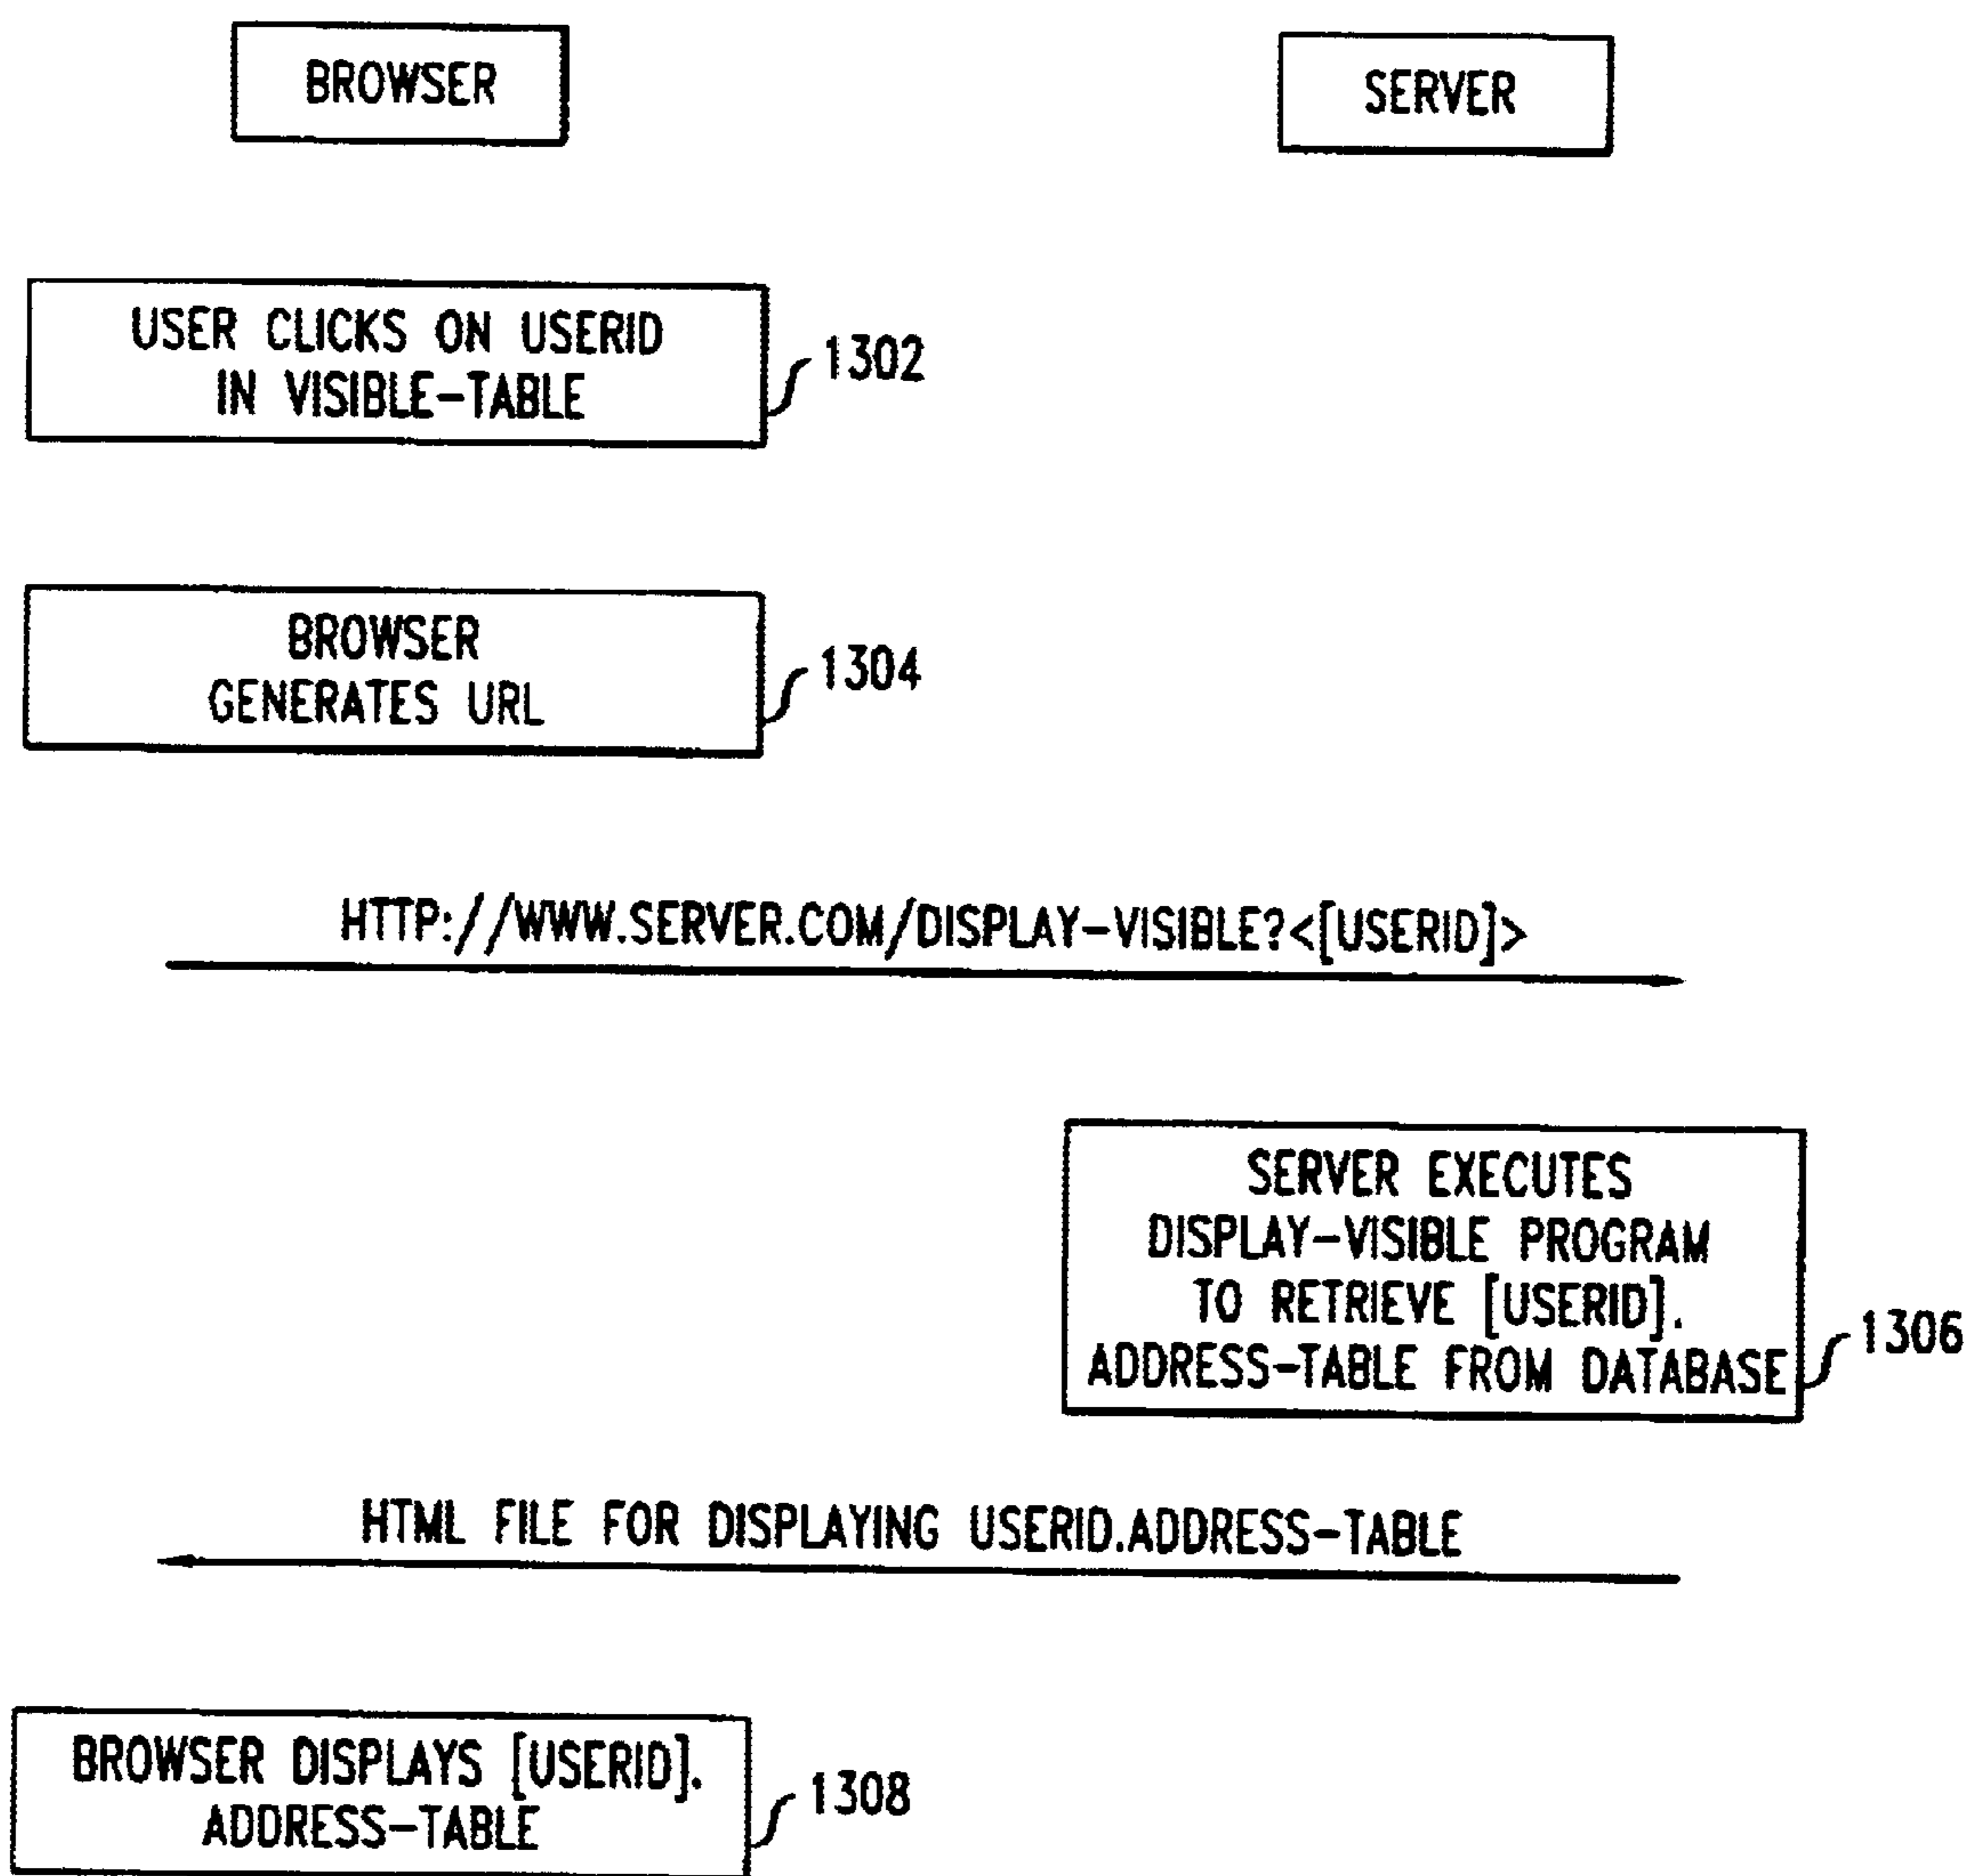 BROWSER
SERVER
USER CLICKS ON USERID
IN VISIBLE-TABLE
1302
BROWSER
GENERATES URL
1304
HTTP://WWW.SERVER.COM/DISPLAY-VISIBLE?<[USERID]>
SERVER EXECUTES
DISPLAY-VISIBLE PROGRAM
TO RETRIEVE [USERID].
ADDRESS-TABLE FROM DATABASE
1306
HTML FILE FOR DISPLAYING USERID.ADDRESS-TABLE
BROWSER DISPLAYS [USERID].
ADDRESS-TABLE
1308